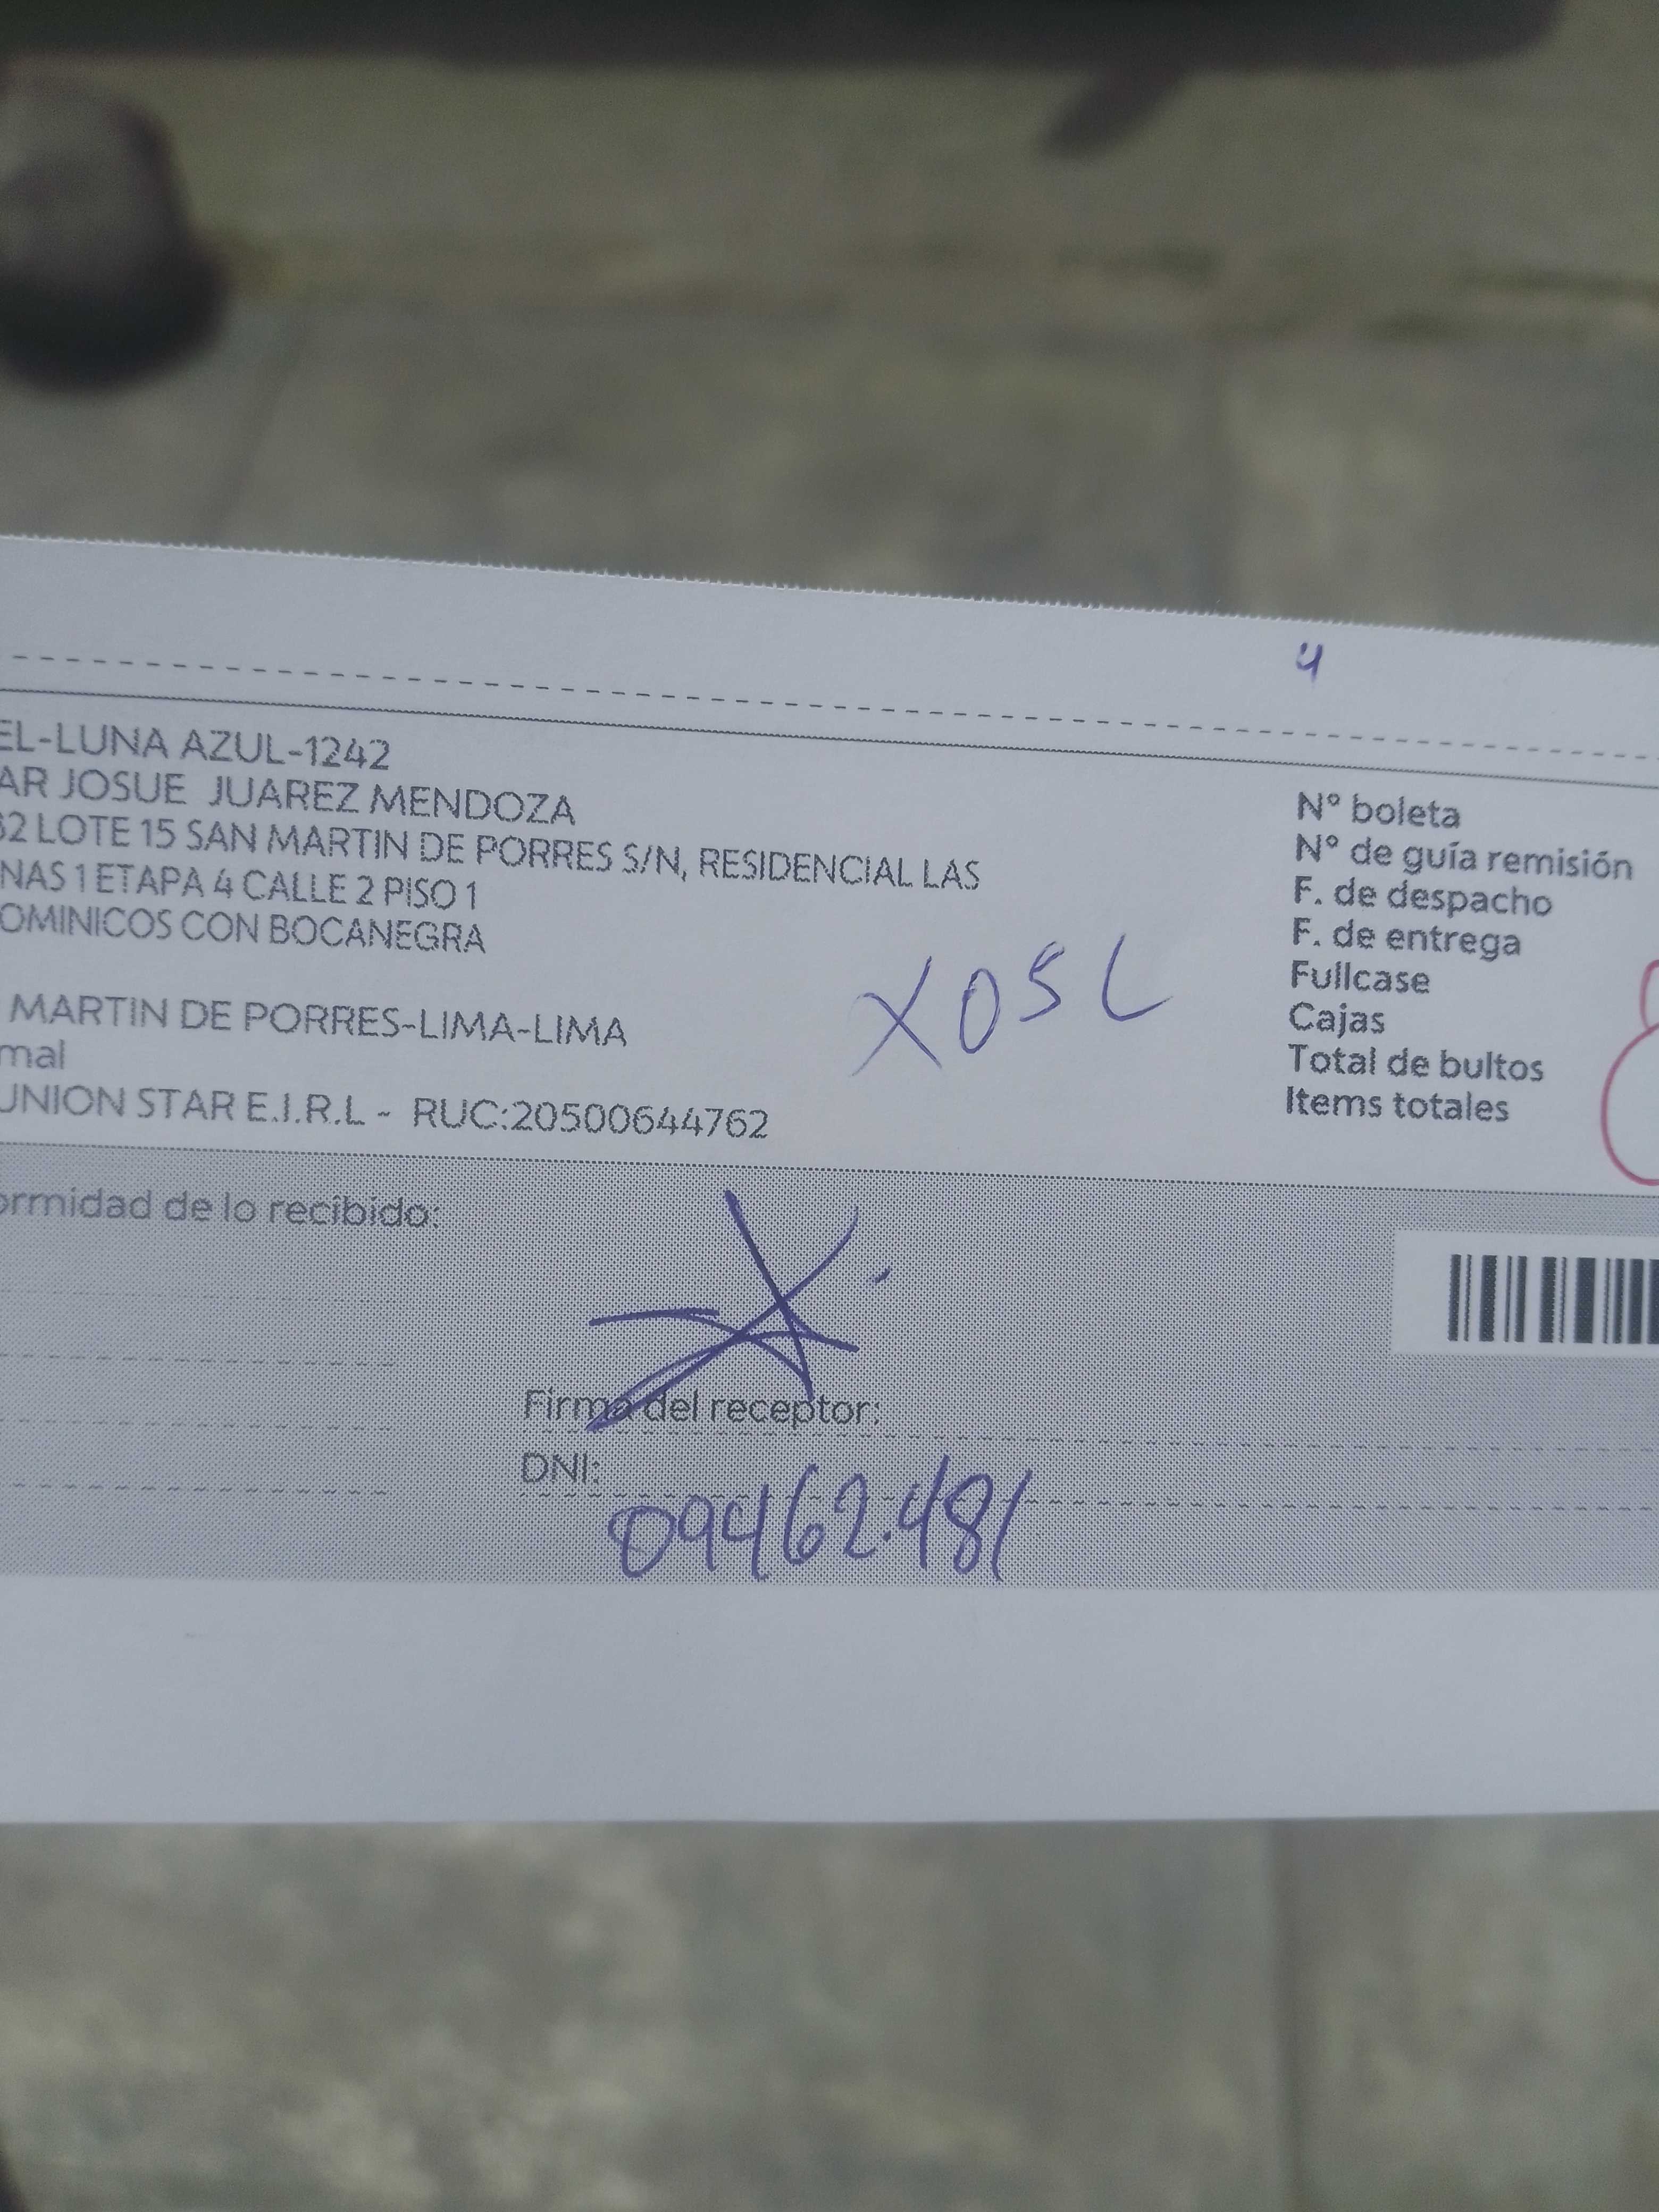 4
EL-LUNA AZUL-1242
AR JOSUE JUAREZ MENDOZA
62 LOTE 15 SAN MARTIN DE PORRES S/N, RESIDENCIAL LAS
NAS 1 ETAPA 4 CALLE 2 PISO 1
OMINICOS CON BOCANEGRA
MARTIN DE PORRES-LIMA-LIMA
mal
UNION STAR E.I.R.L - RUC:20500644762
XOSL
N° boleta
N° de guía remisión
F. de despacho
F. de entrega
Fullcase
Cajas
Total de bultos
Items totales
ormidad de lo recibido:
Firma del receptor:
DNI:
09462.481